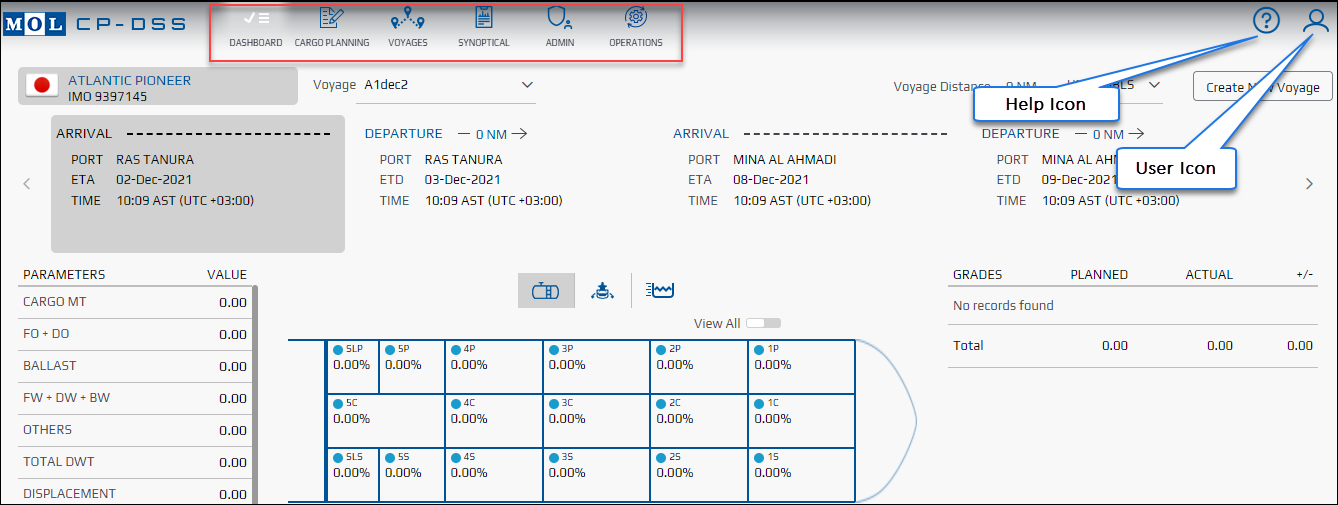 MOL CP-DSS
DASHBOARD CARGO PLANNING VOYAGES SYNOPTICAL ADMIN OPERATIONS
ATLANTIC PIONEER
IMO 9397145
Voyage A1dec2
Voyage Distance 0 NM
Create New Voyage
Help Icon
User Icon
ARRIVAL
PORT RAS TANURA
ETA 02-Dec-2021
TIME 10:09 AST (UTC +03:00)
DEPARTURE 0 NM
PORT RAS TANURA
ETD 03-Dec-2021
TIME 10:09 AST (UTC +03:00)
ARRIVAL
PORT MINA AL AHMADI
ETA 08-Dec-2021
TIME 10:09 AST (UTC +03:00)
DEPARTURE 0 NM
PORT MINA AL
ETD 09-Dec-2021
TIME 10:09 AST (UTC +03:00)
PARAMETERS VALUE
CARGO MT 0.00
FO + DO 0.00
BALLAST 0.00
FW + DW + BW 0.00
OTHERS 0.00
TOTAL DWT 0.00
DISPLACEMENT 0.00
View All
5LP 5P 4P 3P 2P 1P
0.00% 0.00% 0.00% 0.00% 0.00% 0.00%
5C 4C 3C 2C 1C
0.00% 0.00% 0.00% 0.00% 0.00%
5LS 5S 4S 3S 2S 1S
0.00% 0.00% 0.00% 0.00% 0.00% 0.00%
GRADES PLANNED ACTUAL +/-
No records found
Total 0.00 0.00 0.00